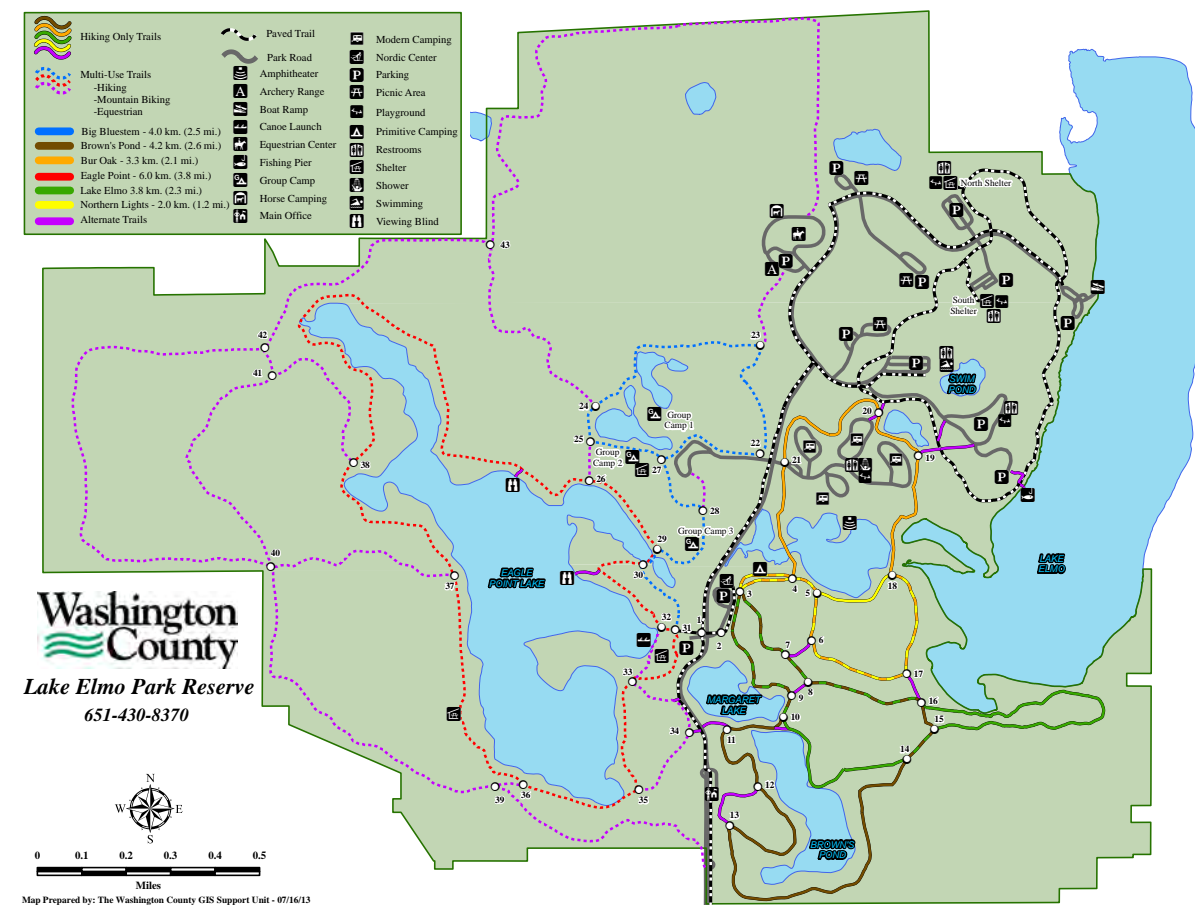 Hiking Only Trails
Multi-Use Trails
-Hiking
-Mountain Biking
-Equestrian
Big Bluestem - 4.0 km. (2.5 mi.)
Brown's Pond - 4.2 km. (2.6 mi.)
Bur Oak - 3.3 km. (2.1 mi.)
Eagle Point - 6.0 km. (3.8 mi.)
Lake Elmo 3.8 km. (2.3 mi.)
Northern Lights - 2.0 km. (1.2 mi.)
Alternate Trails
Paved Trail
Park Road
Amphitheater
A Archery Range
Boat Ramp
Canoe Launch
Equestrian Center
Fishing Pier
G Group Camp
Horse Camping
Main Office
Modern Camping
Nordic Center
P Parking
Picnic Area
Playground
Primitive Camping
Restrooms
Shelter
Shower
Swimming
Viewing Blind
43
P
North Shelter
P
P
A
P
P
South
Shelter
P
23
P
42
P
41
SWIM
POND
24
G
Group
Camp 1
20
P
25
Group
Camp 2
G
27
22
21
19
38
26
P
28
Group Camp 3
G
29
40
30
EAGLE
POINT LAKE
LAKE
ELMO
37
P
3
4
5
18
32
31
1
2
6
P
7
33
8
17
9
MARGARET
LAKE
16
10
15
34
11
14
39
36
35
12
13
BROWN'S
POND
Washington
County
Lake Elmo Park Reserve
651-430-8370
N
W
E
S
0 0.1 0.2 0.3 0.4 0.5
Miles
Map Prepared by: The Washington County GIS Support Unit - 07/16/13